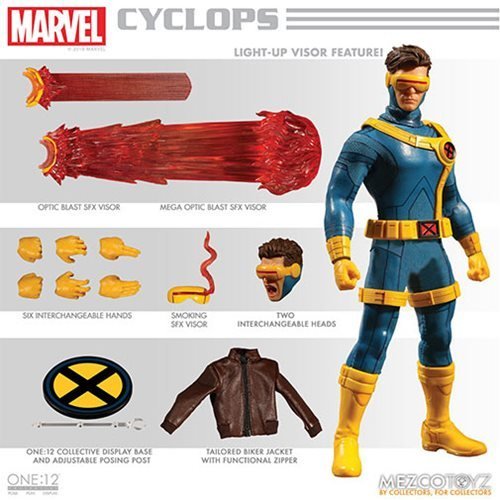 MARVEL
© 2018 MARVEL
CYCLOPS
LIGHT-UP VISOR FEATURE!
OPTIC BLAST SFX VISOR
MEGA OPTIC BLAST SFX VISOR
SIX INTERCHANGEABLE HANDS
SMOKING
SFX VISOR
TWO
INTERCHANGEABLE HEADS
ONE:12 COLLECTIVE DISPLAY BASE
AND ADJUSTABLE POSING POST
TAILORED BIKER JACKET
WITH FUNCTIONAL ZIPPER
ONE:12
COLLECTIVE
MEZCOTOYZ
BY COLLECTORS, FOR COLLECTORS